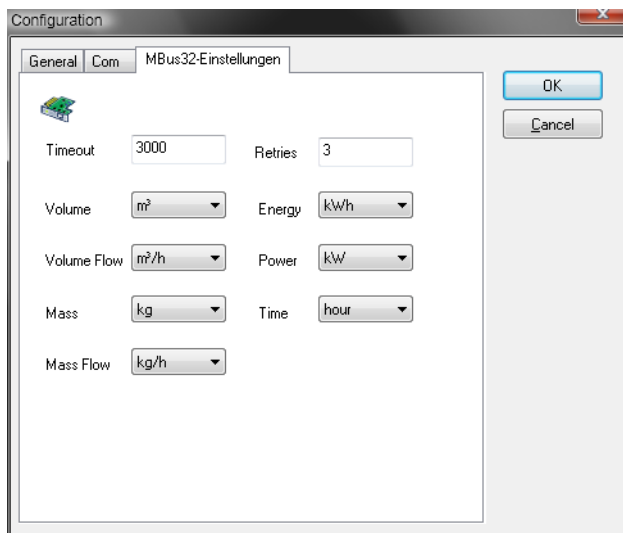 Configuration
General Com MBus32-Einstellungen
OK
Cancel
Timeout 3000 Retries 3
Volume m³ Energy kWh
Volume Flow m³/h Power kW
Mass kg Time hour
Mass Flow kg/h